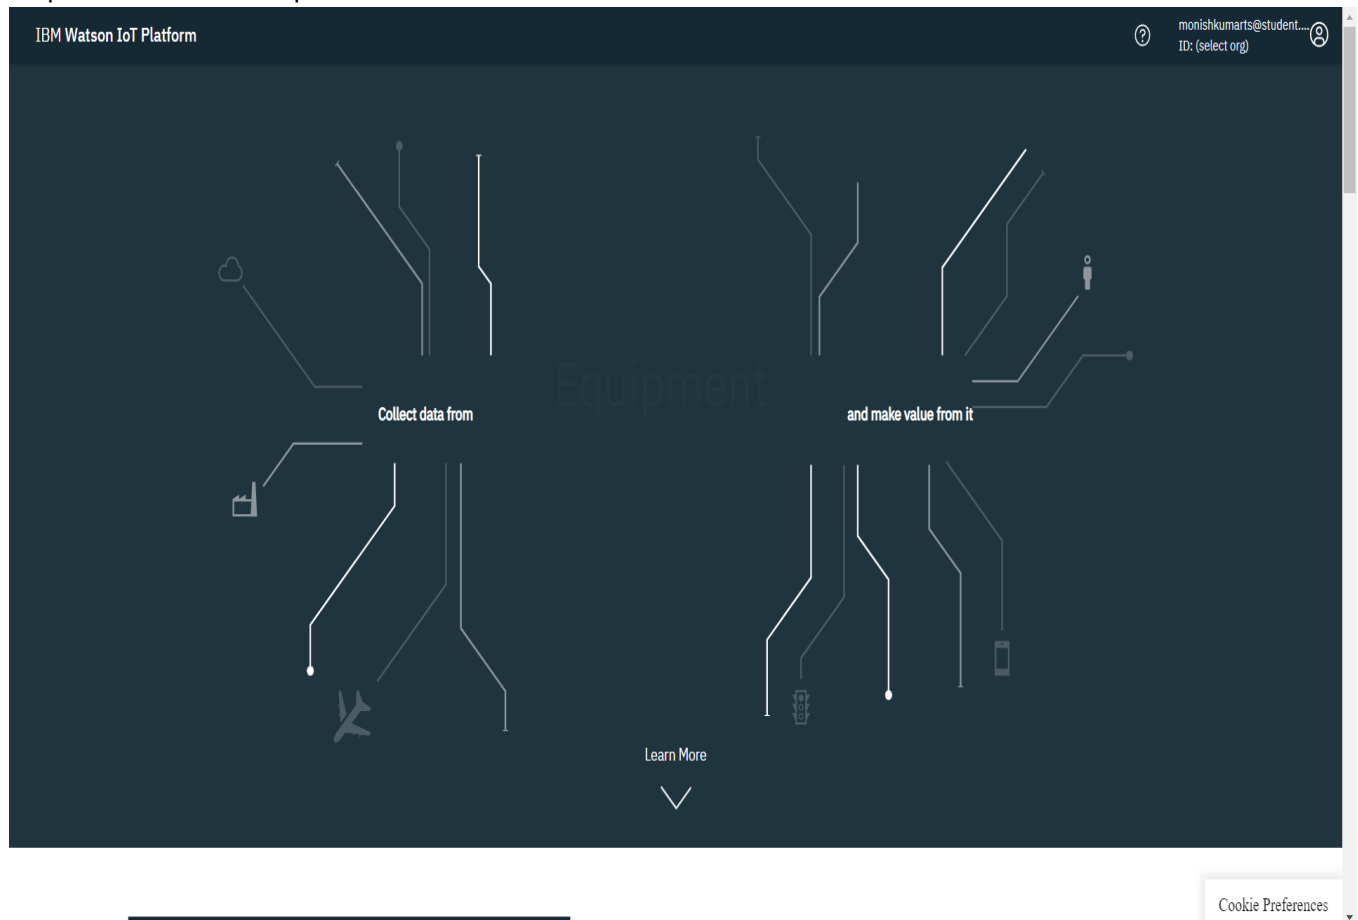 IBM Watson IoT Platform
monishkumarts@student....
ID: (select org)
Equipment
Collect data from
and make value from it
Learn More
Cookie Preferences